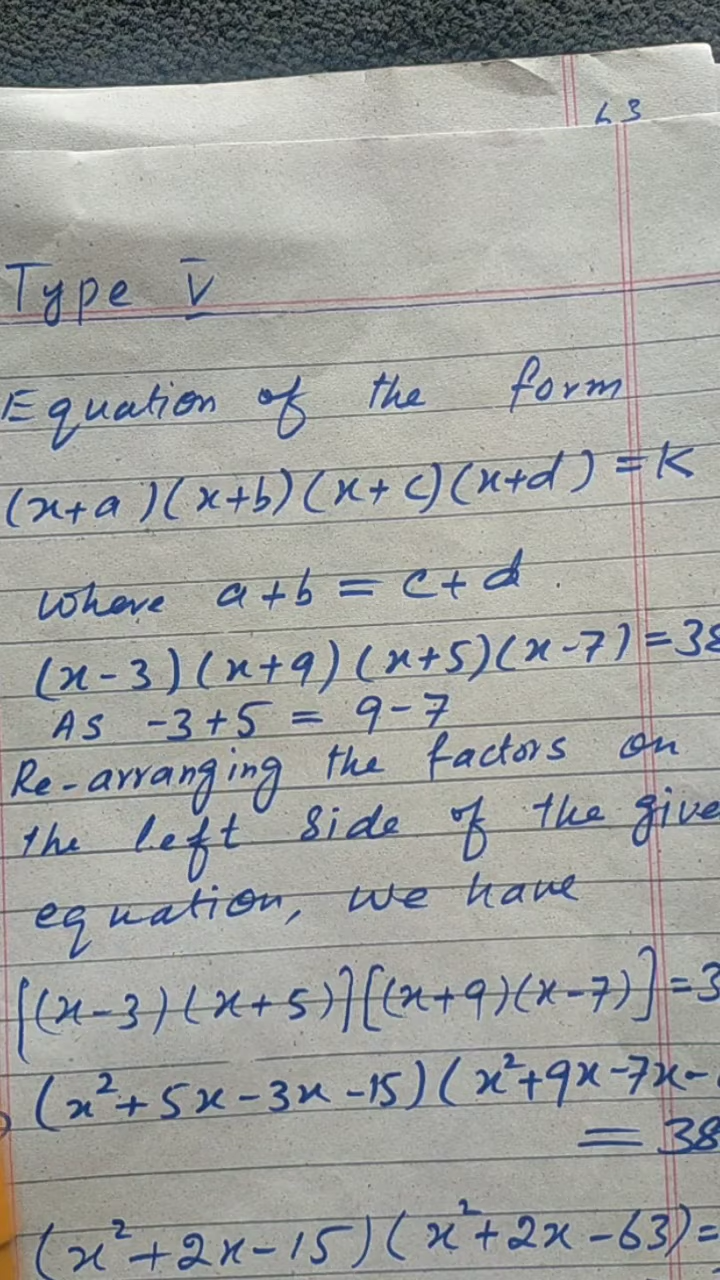 63
Type V
Equation of the form
(x+a)(x+b)(x+c)(x+d) = K
where a+b = c+d.
(x-3)(x+9)(x+5)(x-7) = 38
As -3+5 = 9-7
Re-arranging the factors on
the left side of the give
equation, we have
[(x-3)(x+5)][(x+9)(x-7)] = 3
(x²+5x-3x-15)(x²+9x-7x-
= 38
(x²+2x-15)(x²+2x-63) =